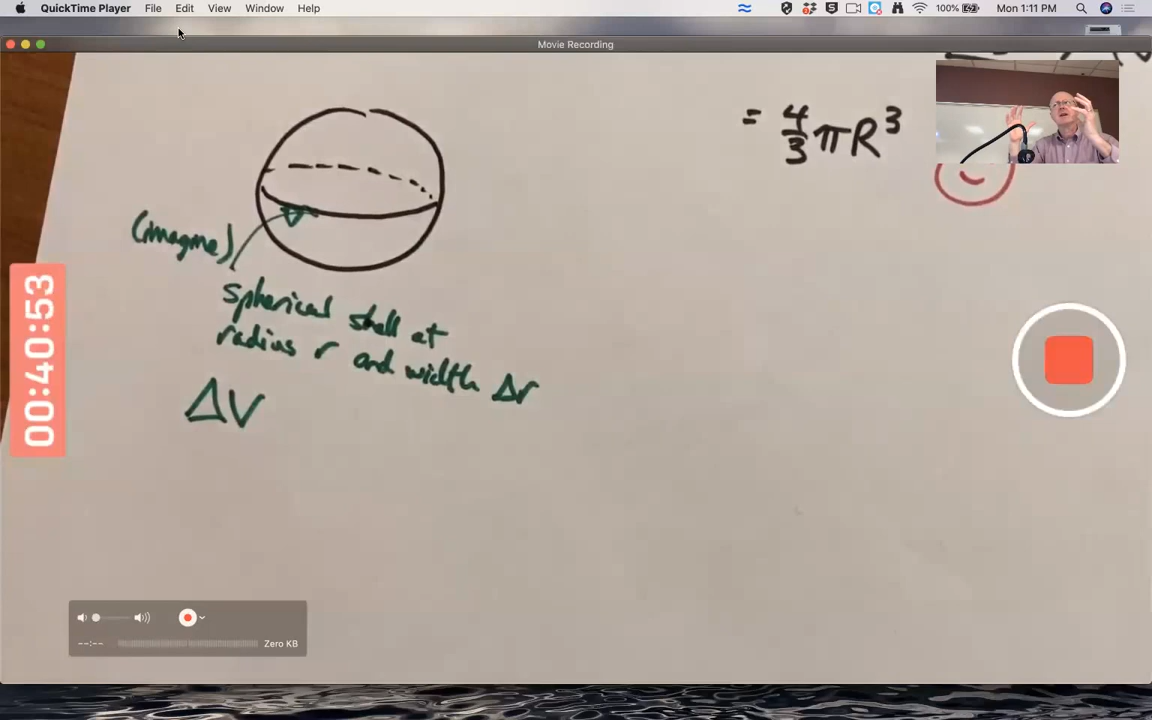 QuickTime Player File Edit View Window Help 100% Mon 1:11 PM
Movie Recording
= 4/3 πR³
(imagine)
spherical shell at
radius r and width Δr
ΔV
00:40:53
--:-- Zero KB